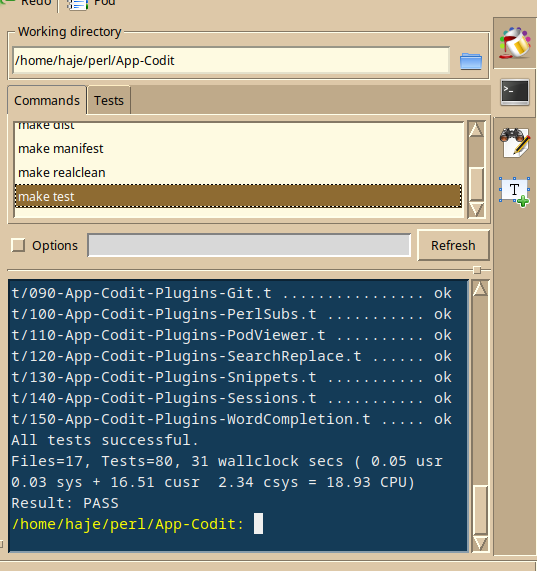 Redo Pod
Working directory
/home/haje/perl/App-Codit
Commands Tests
make dist
make manifest
make realclean
make test
Options Refresh
t/090-App-Codit-Plugins-Git.t ................ ok
t/100-App-Codit-Plugins-PerlSubs.t ........... ok
t/110-App-Codit-Plugins-PodViewer.t .......... ok
t/120-App-Codit-Plugins-SearchReplace.t ...... ok
t/130-App-Codit-Plugins-Snippets.t ........... ok
t/140-App-Codit-Plugins-Sessions.t ........... ok
t/150-App-Codit-Plugins-WordCompletion.t ..... ok
All tests successful.
Files=17, Tests=80, 31 wallclock secs ( 0.05 usr
0.03 sys + 16.51 cusr  2.34 csys = 18.93 CPU)
Result: PASS
/home/haje/perl/App-Codit: